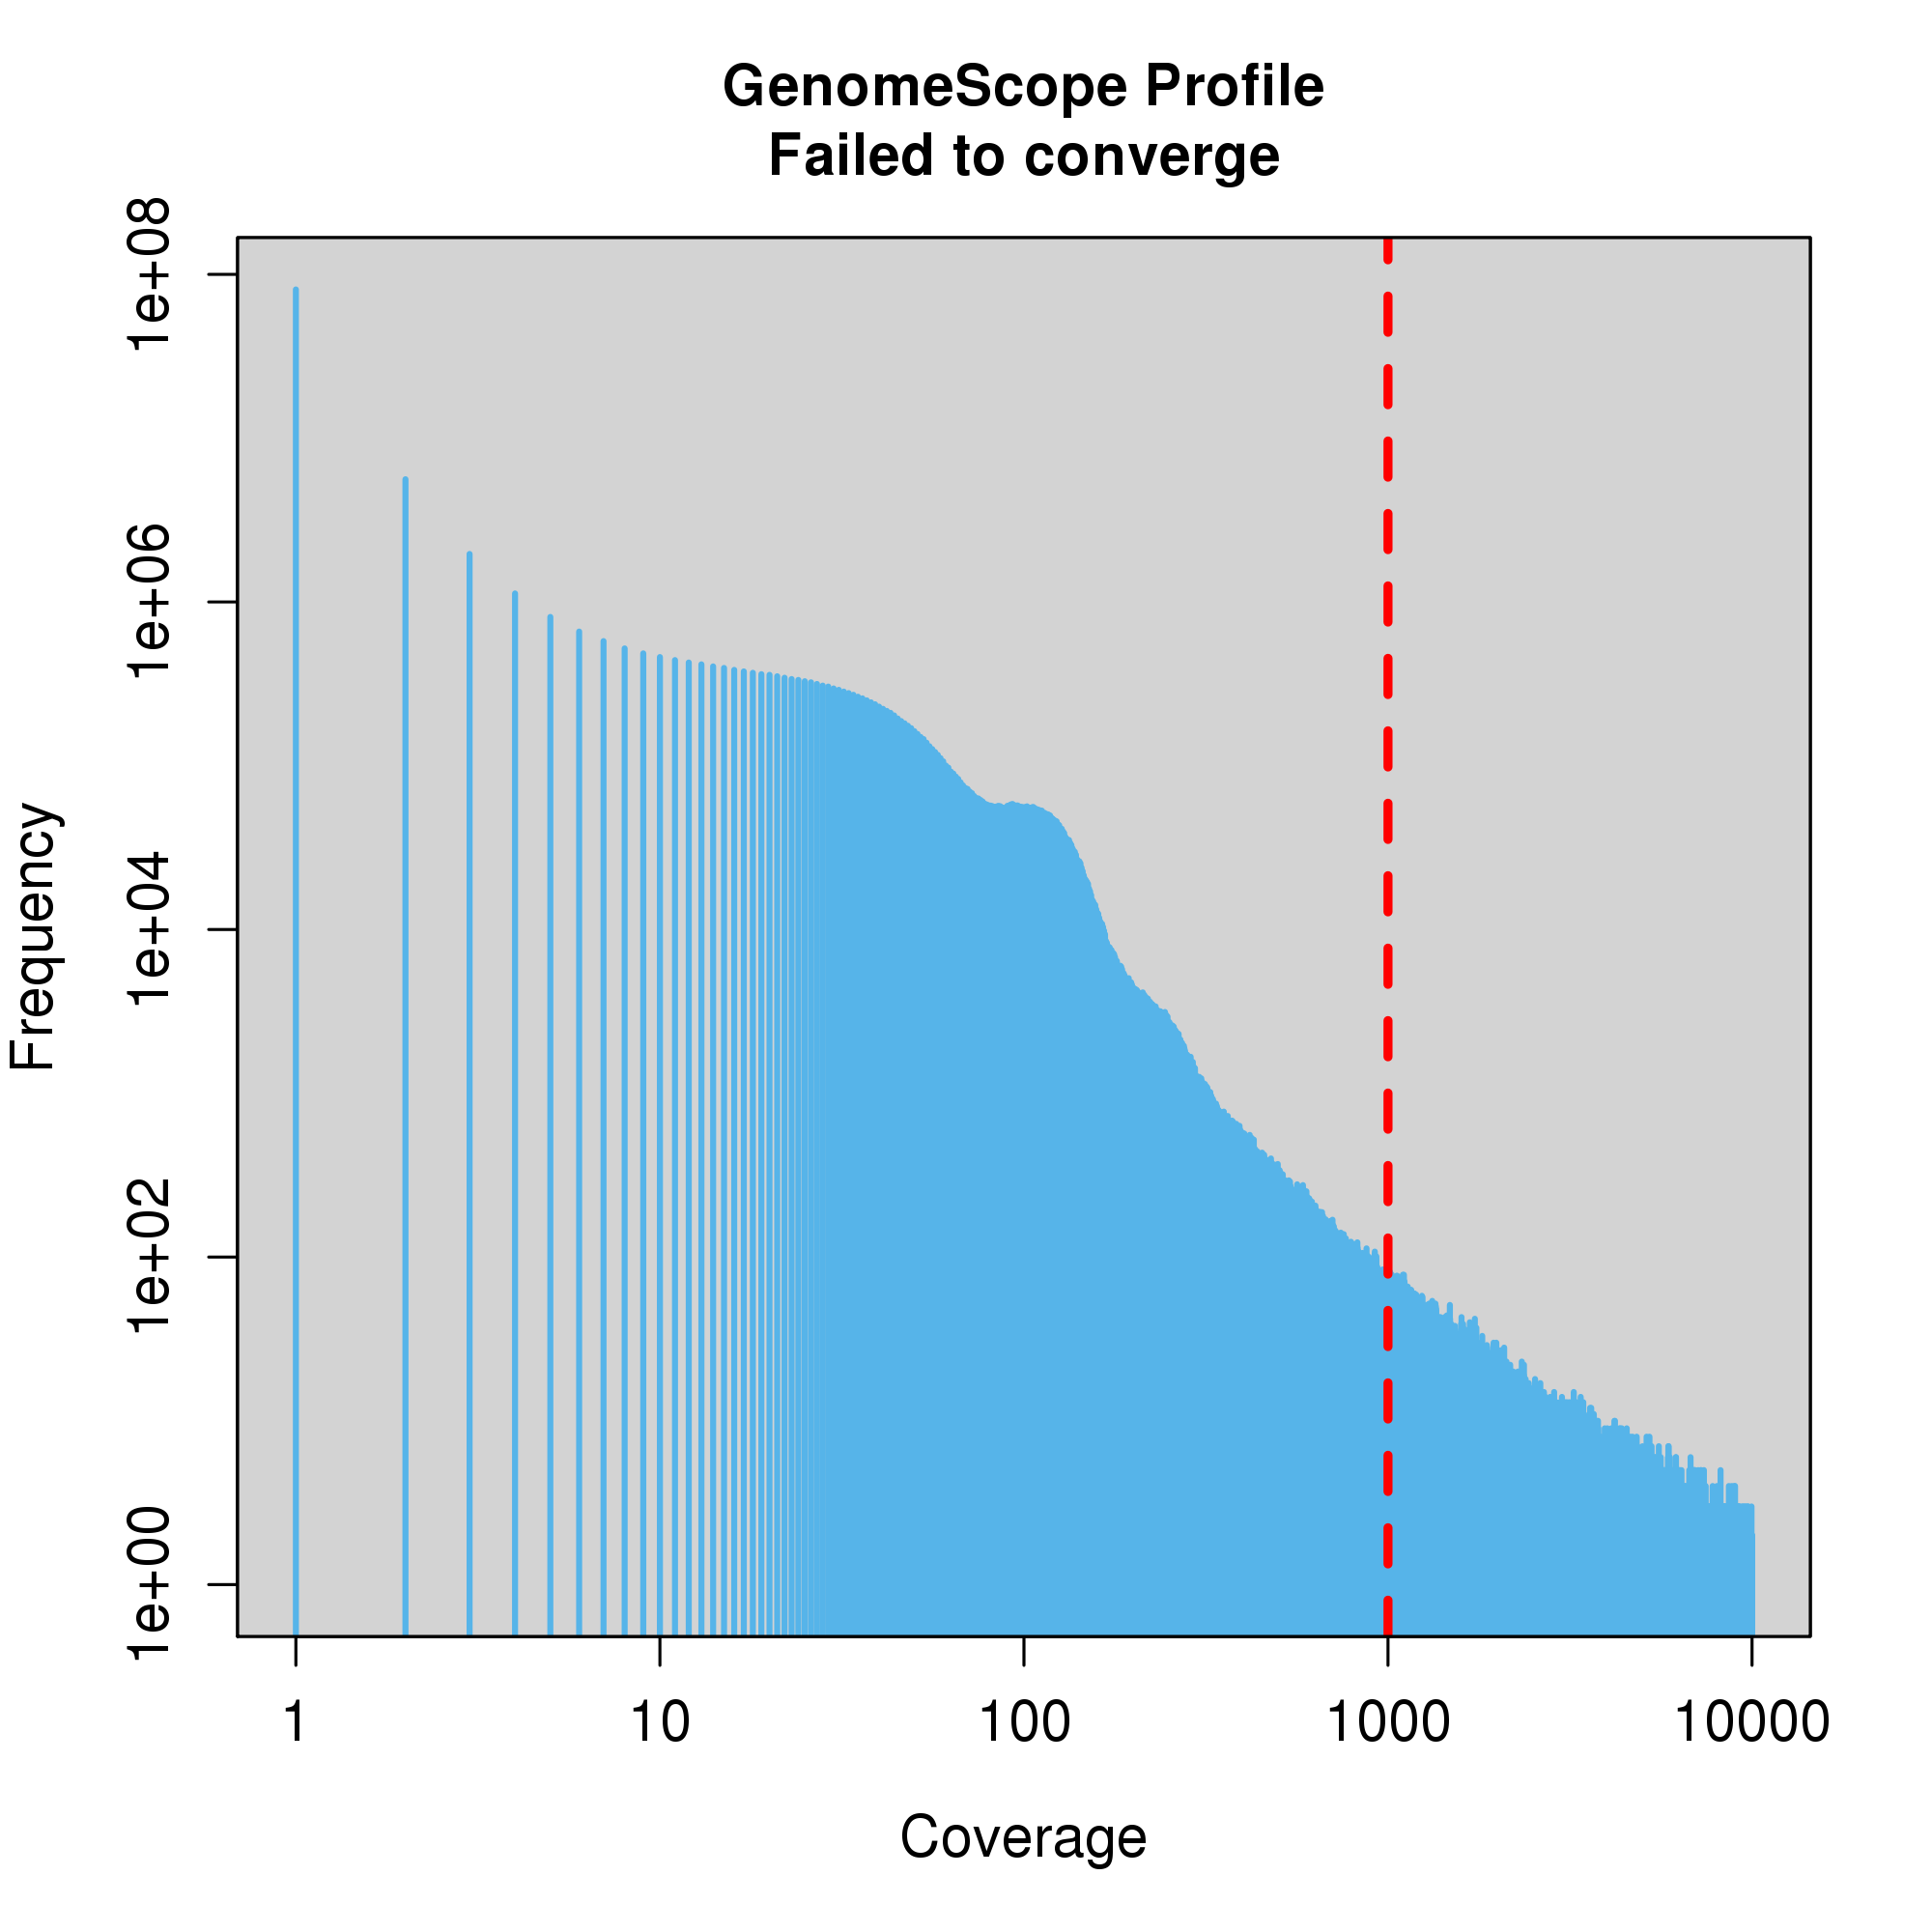 GenomeScope Profile
Failed to converge
1e+08
1e+06
1e+04
1e+02
1e+00
Frequency
1
10
100
1000
10000
Coverage